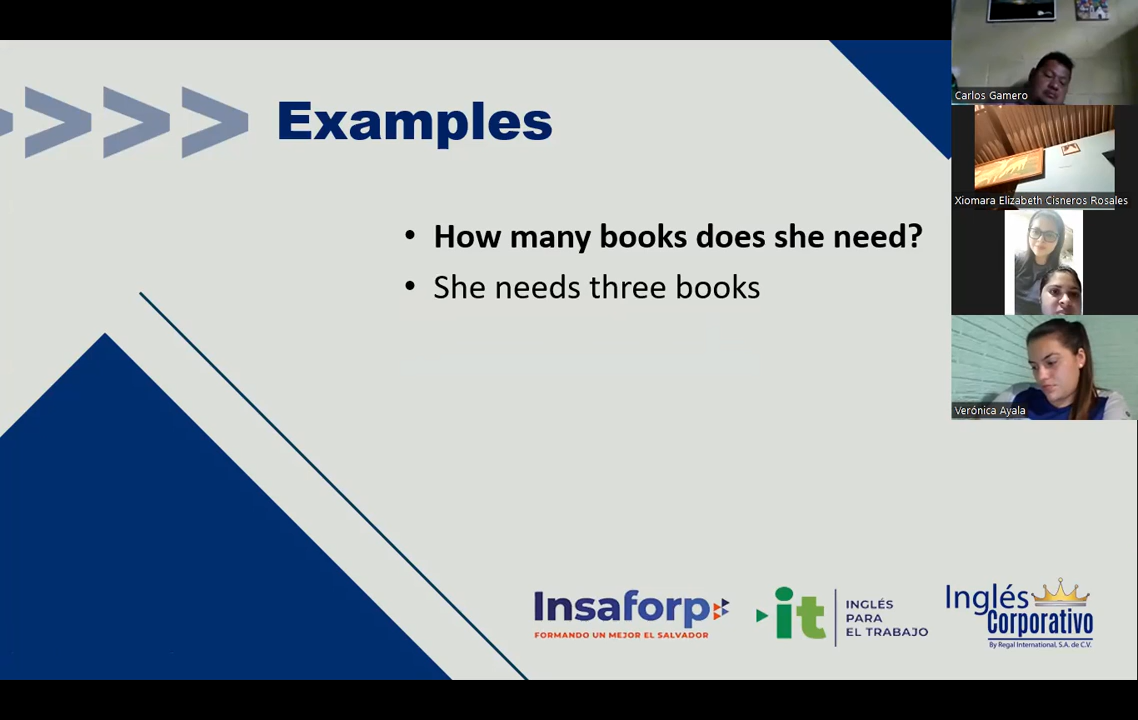 Examples
• How many books does she need?
• She needs three books
Insaforp
FORMANDO UN MEJOR EL SALVADOR
it
INGLÉS
PARA
EL TRABAJO
Inglés
Corporativo
By Regal International, S.A. de C.V.
Carlos Gamero
Xiomara Elizabeth Cisneros Rosales
Verónica Ayala